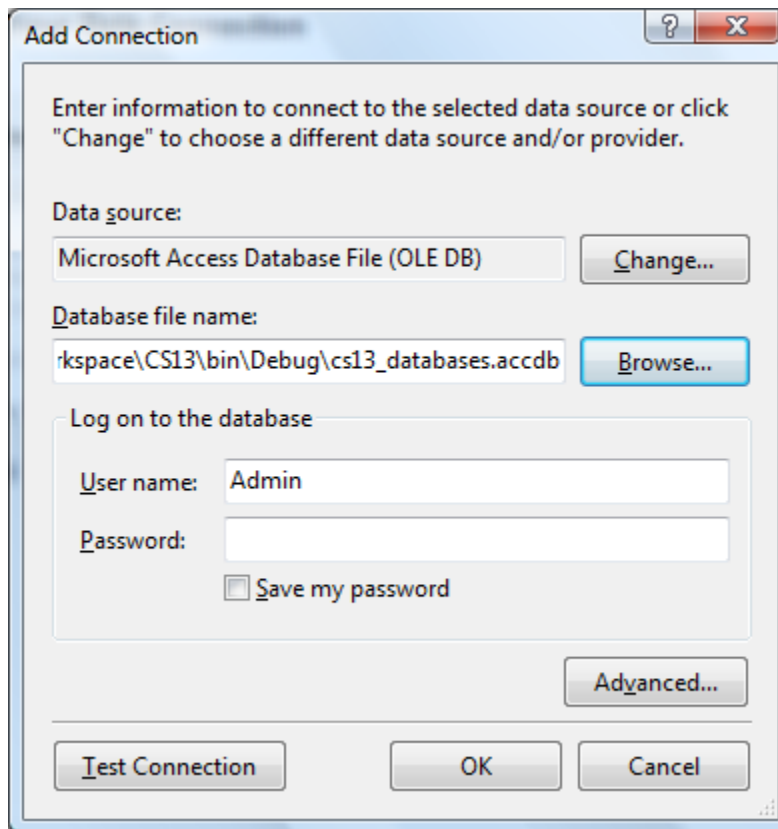 Add Connection
Enter information to connect to the selected data source or click
"Change" to choose a different data source and/or provider.
Data source:
Microsoft Access Database File (OLE DB)
Change...
Database file name:
rkspace\CS13\bin\Debug\cs13_databases.accdb
Browse...
Log on to the database
User name:
Admin
Password:
Save my password
Advanced...
Test Connection
OK
Cancel